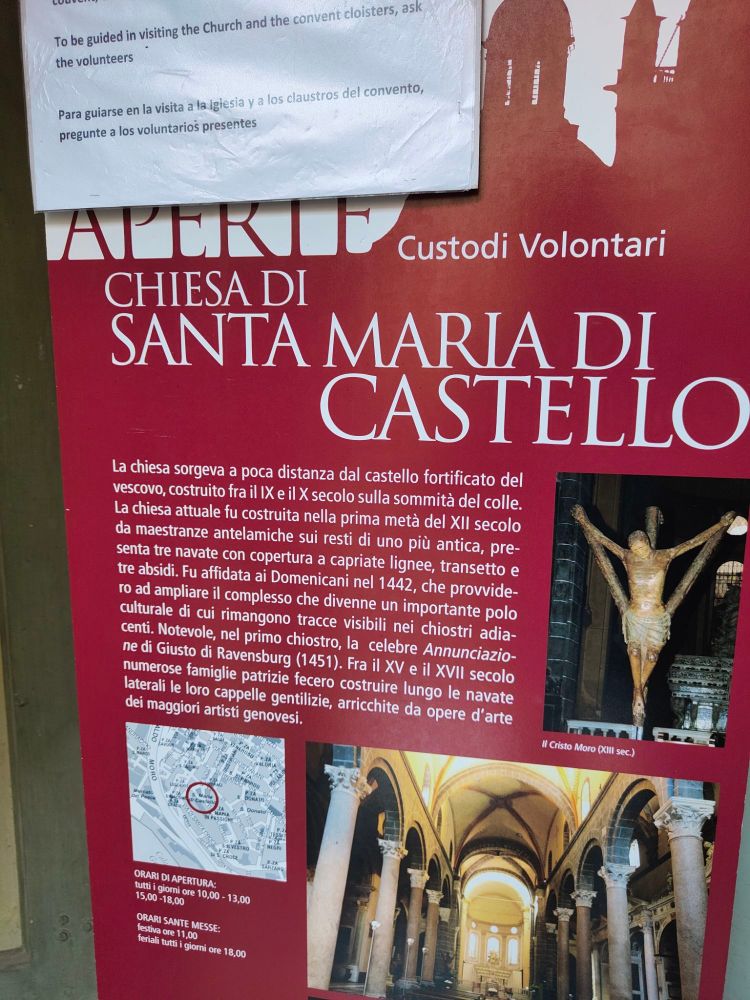 To be guided in visiting the Church and the convent cloisters, ask
the volunteers
Para guiarse en la visita a la iglesia y a los claustros del convento,
pregunte a los voluntarios presentes
APERTE
Custodi Volontari
CHIESA DI
SANTA MARIA DI
CASTELLO
La chiesa sorgeva a poca distanza dal castello fortificato del
vescovo, costruito fra il IX e il X secolo sulla sommità del colle.
La chiesa attuale fu costruita nella prima metà del XII secolo
da maestranze antelamiche sui resti di uno più antica, pre-
senta tre navate con copertura a capriate lignee, transetto e
tre absidi. Fu affidata ai Domenicani nel 1442, che provvide-
ro ad ampliare il complesso che divenne un importante polo
culturale di cui rimangono tracce visibili nei chiostri adia-
centi. Notevole, nel primo chiostro, la celebre Annunciazio-
ne di Giusto di Ravensburg (1451). Fra il XV e il XVII secolo
numerose famiglie patrizie fecero costruire lungo le navate
laterali le loro cappelle gentilizie, arricchite da opere d'arte
dei maggiori artisti genovesi.
Il Cristo Moro (XIII sec.)
ORARI DI APERTURA:
tutti i giorni ore 10,00 - 13,00
15,00 -18,00
ORARI SANTE MESSE:
festiva ore 11,00
feriali tutti i giorni ore 18,00